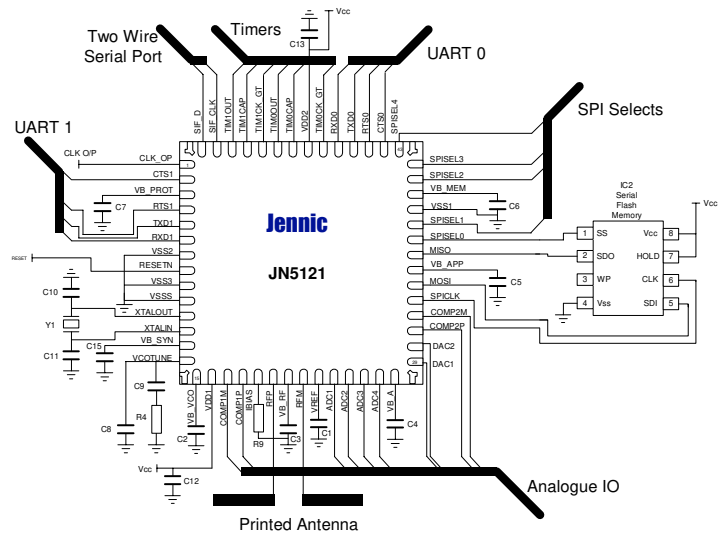 Two Wire
Serial Port
Timers
Vcc
C13
UART 0
SPI Selects
UART 1
SIF_D
SIF_CLK
TIM1OUT
TIM1CAP
TIM1CK_GT
TIM0OUT
TIM0CAP
VDD2
TIM0CK_GT
RXD0
TXD0
RTS0
CTS0
SPISEL4
CLK O/P
CLK_OP
1
CTS1
VB_PROT
C7
RTS1
TXD1
RXD1
VSS2
RESET
RESETN
VSS3
VSSS
C10
XTALOUT
Y1
XTALIN
C11
C15
VB_SYN
VCOTUNE
C9
R4
C8
Jennic
JN5121
SPISEL3
SPISEL2
VB_MEM
VSS1
C6
SPISEL1
SPISEL0
MISO
VB_APP
C5
MOSI
SPICLK
COMP2M
COMP2P
DAC2
DAC1
IC2
Serial
Flash
Memory
Vcc
1 SS Vcc 8
2 SDO HOLD 7
3 WP CLK 6
4 Vss SDI 5
VB_VCO
VDD1
COMP1M
COMP1P
IBIAS
RFP
VB_RF
RFM
VREF
ADC1
ADC2
ADC3
ADC4
VB_A
C2
R9
C3
C1
C4
Vcc
C12
Analogue IO
Printed Antenna